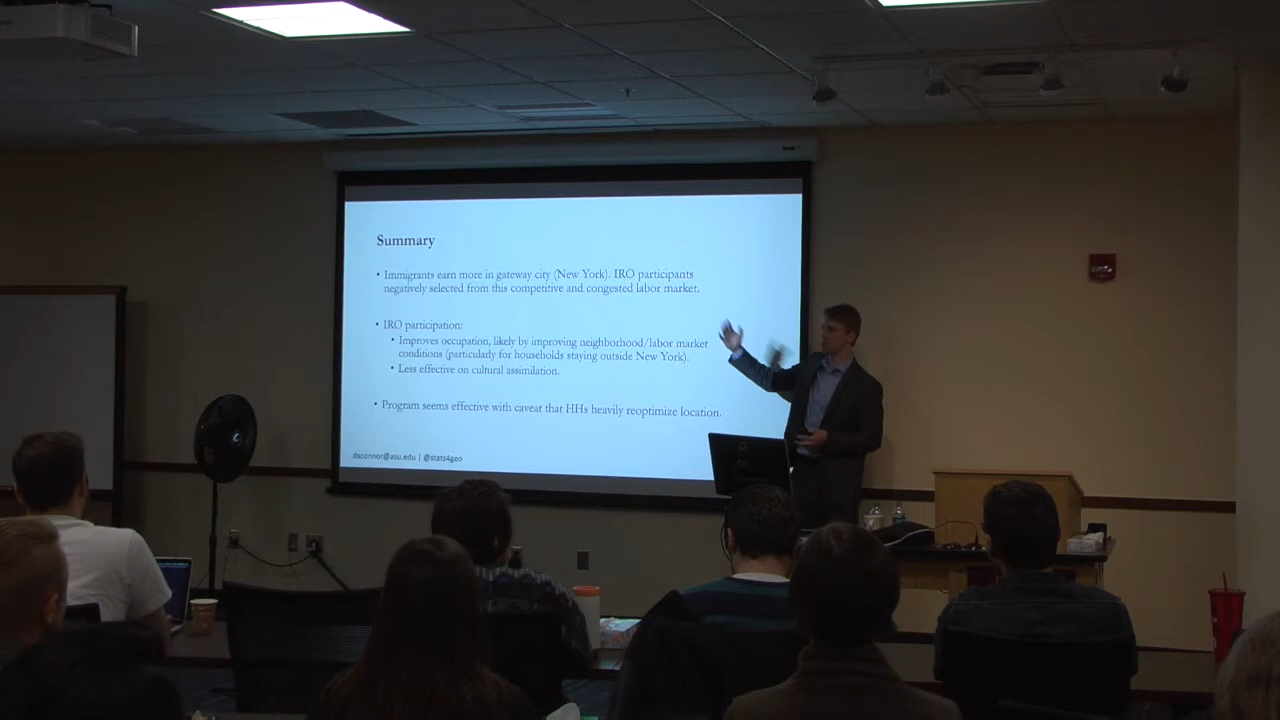 Summary
• Immigrants earn more in gateway city (New York). IRO participants
negatively selected from this competitive and congested labor market.
• IRO participation:
• Improves occupation, likely by improving neighborhood/labor market
conditions (particularly for households staying outside New York).
• Less effective on cultural assimilation.
• Program seems effective with caveat that HHs heavily reoptimize location.
dsconnor@asu.edu | @stats4geo